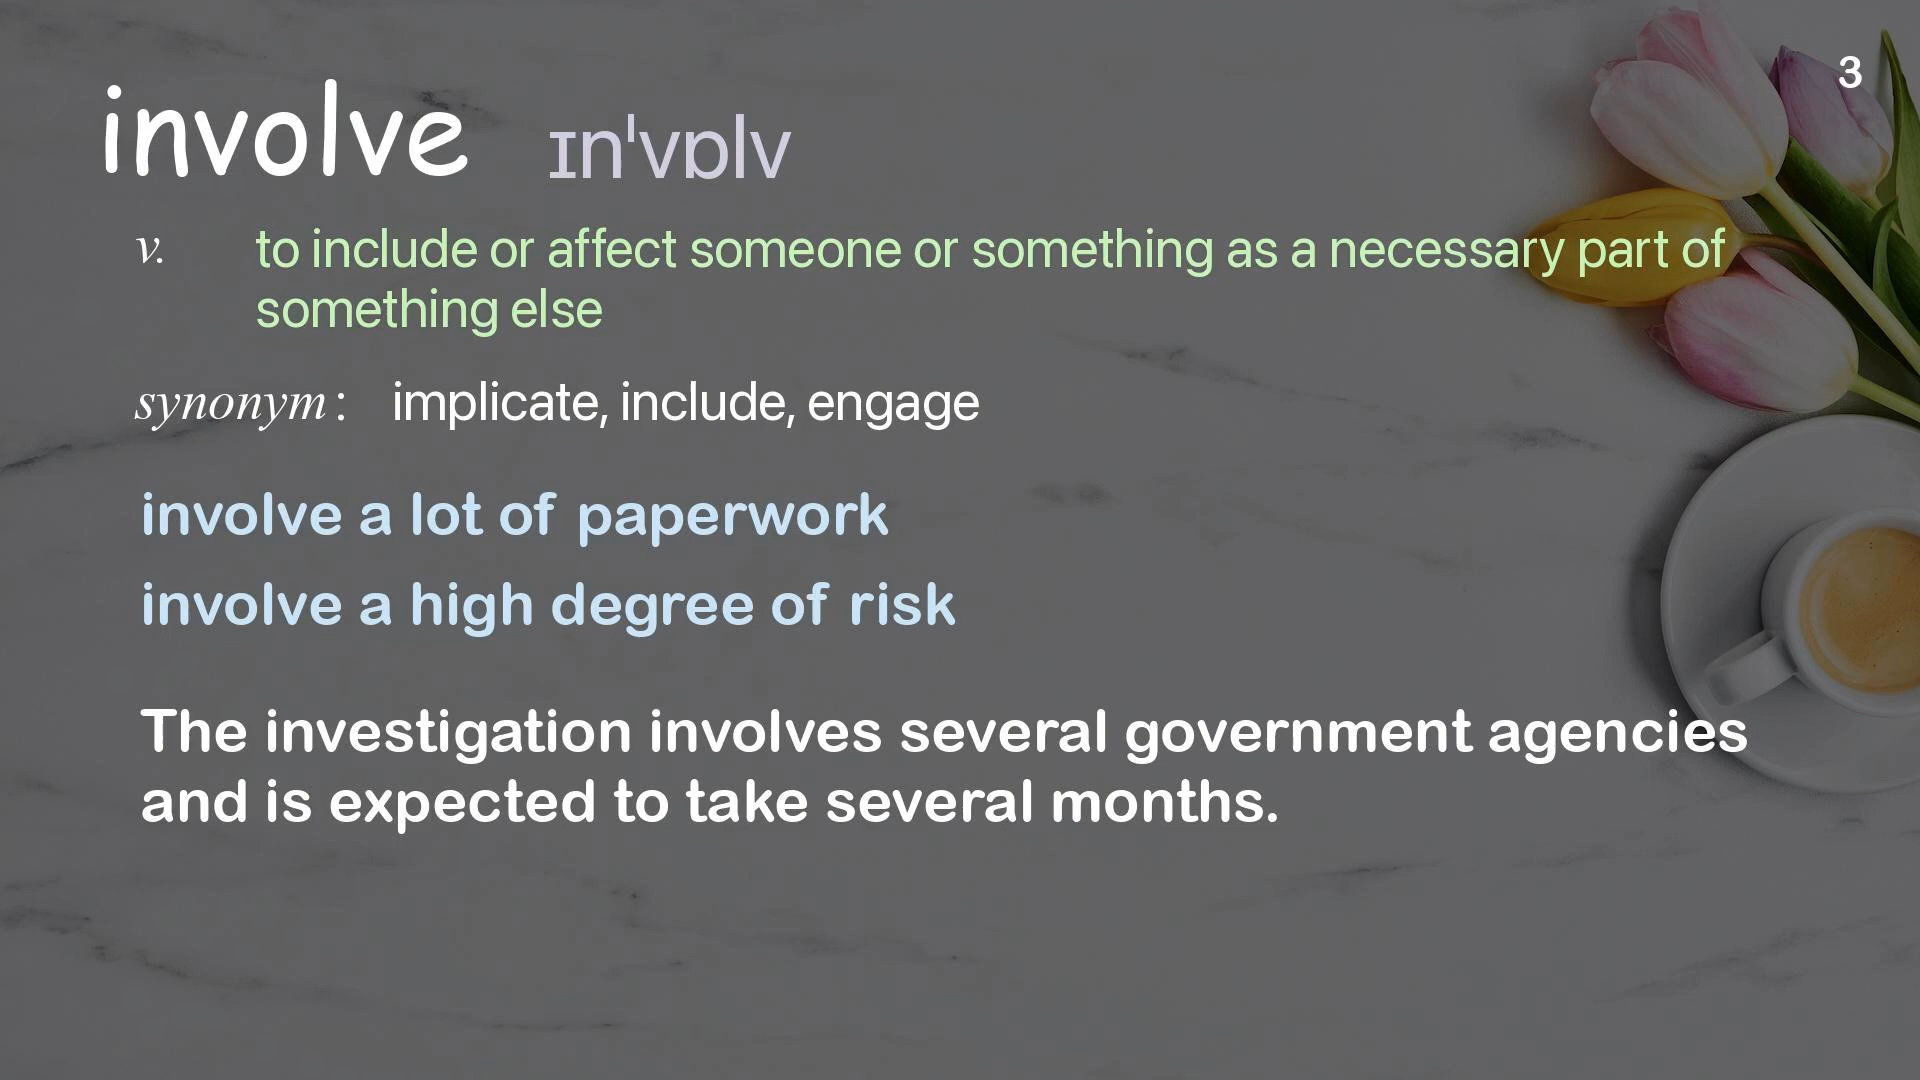 3
involve ɪnˈvɒlv
v. to include or affect someone or something as a necessary part of
something else
synonym: implicate, include, engage
involve a lot of paperwork
involve a high degree of risk
The investigation involves several government agencies
and is expected to take several months.